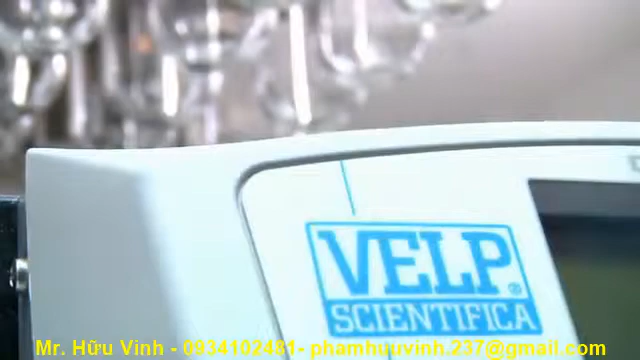 VELP®
SCIENTIFICA
Mr. Hữu Vinh - 0934102481- phamhuuvinh.237@gmail.com